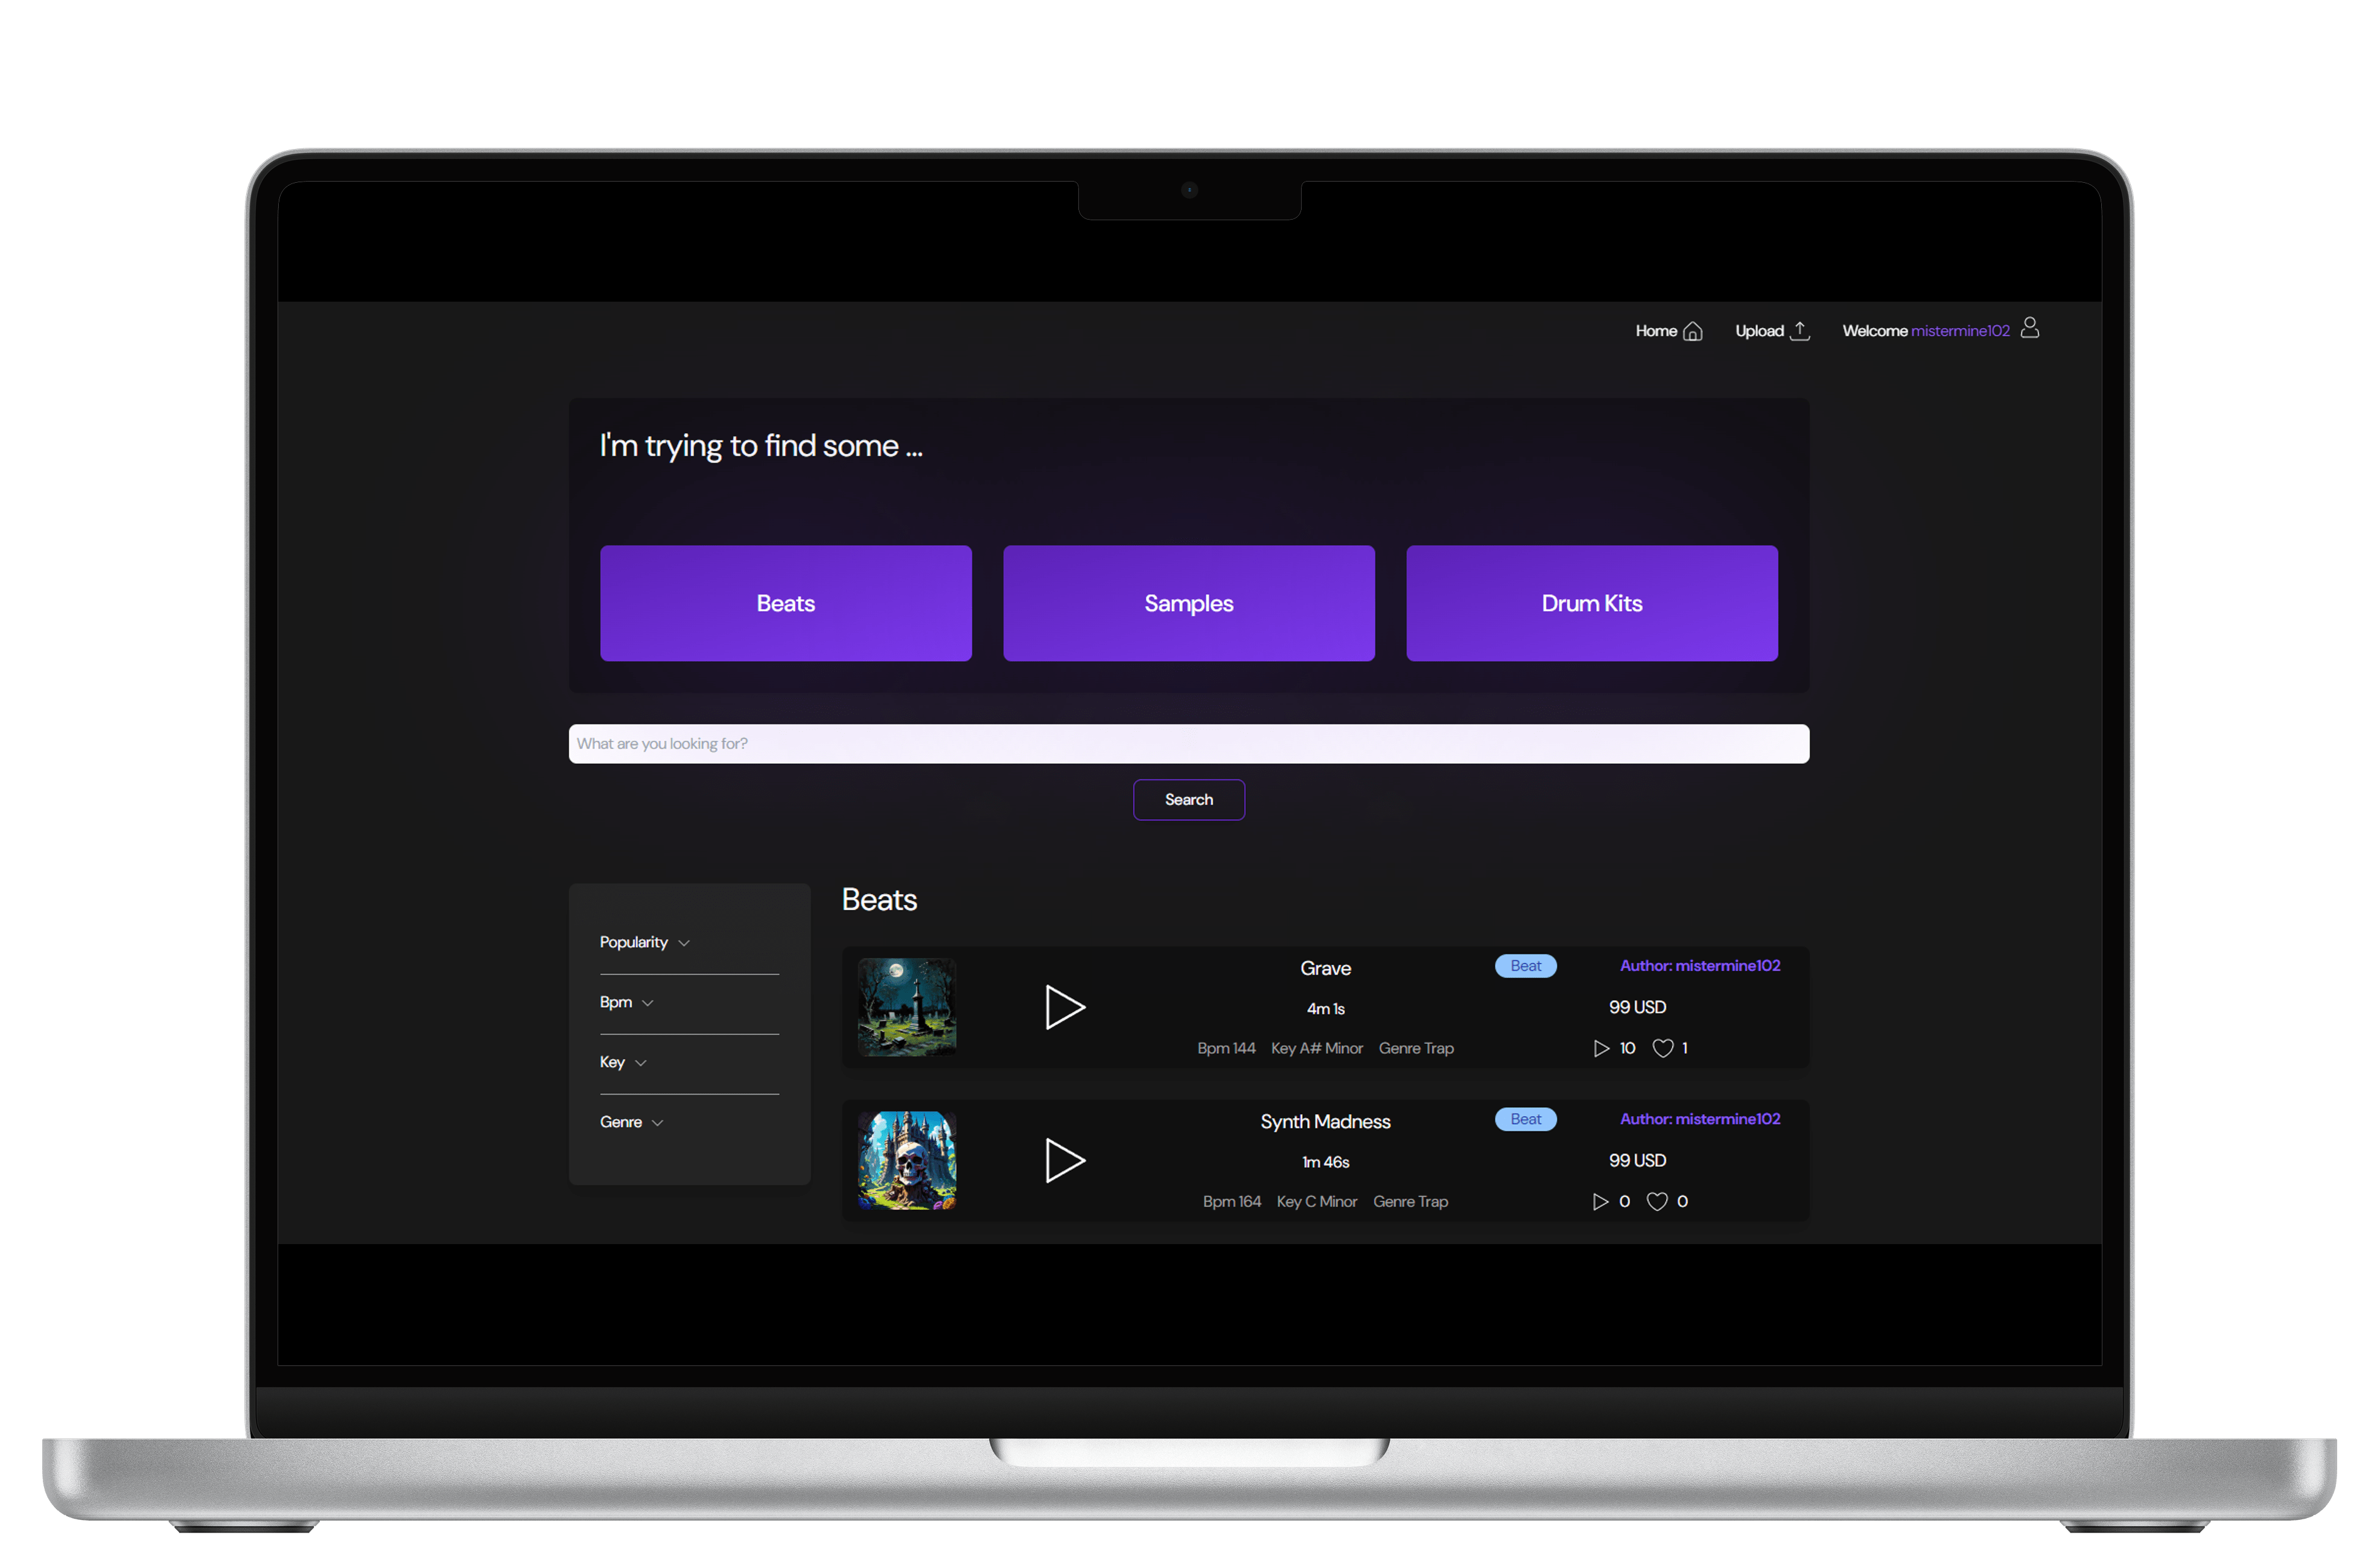 Home Upload Welcome mistermine102
I'm trying to find some ...
Beats Samples Drum Kits
What are you looking for?
Search
Popularity
Bpm
Key
Genre
Beats
Grave Beat Author: mistermine102
4m 1s 99 USD
Bpm 144 Key A# Minor Genre Trap 10 1
Synth Madness Beat Author: mistermine102
1m 46s 99 USD
Bpm 164 Key C Minor Genre Trap 0 0